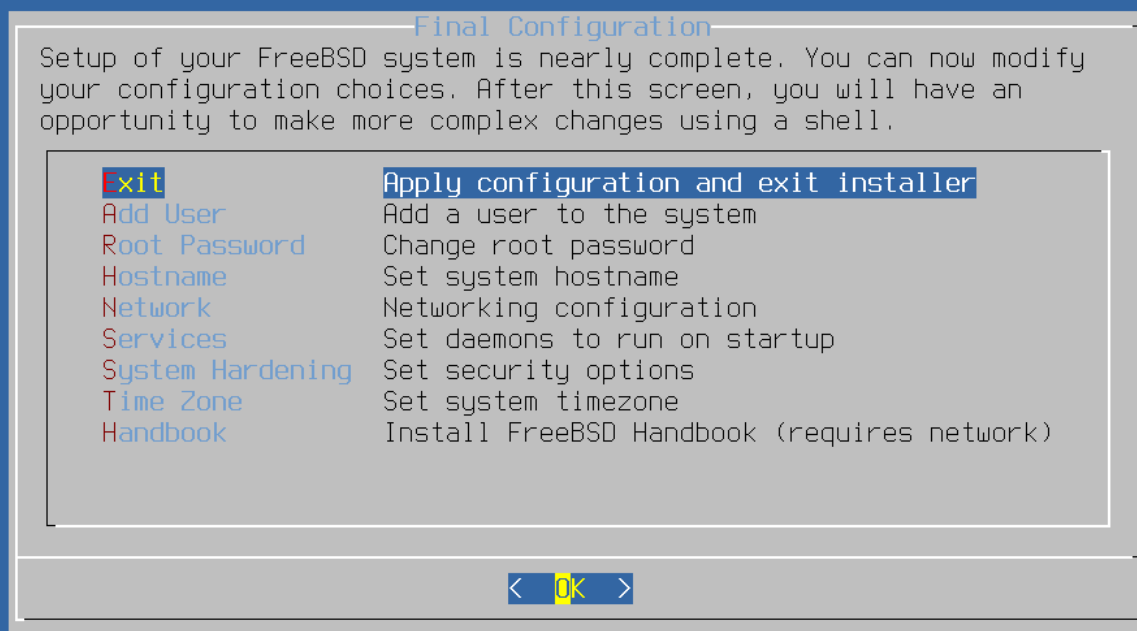 Final Configuration
Setup of your FreeBSD system is nearly complete. You can now modify
your configuration choices. After this screen, you will have an
opportunity to make more complex changes using a shell.
Exit Apply configuration and exit installer
Add User Add a user to the system
Root Password Change root password
Hostname Set system hostname
Network Networking configuration
Services Set daemons to run on startup
System Hardening Set security options
Time Zone Set system timezone
Handbook Install FreeBSD Handbook (requires network)
< OK >